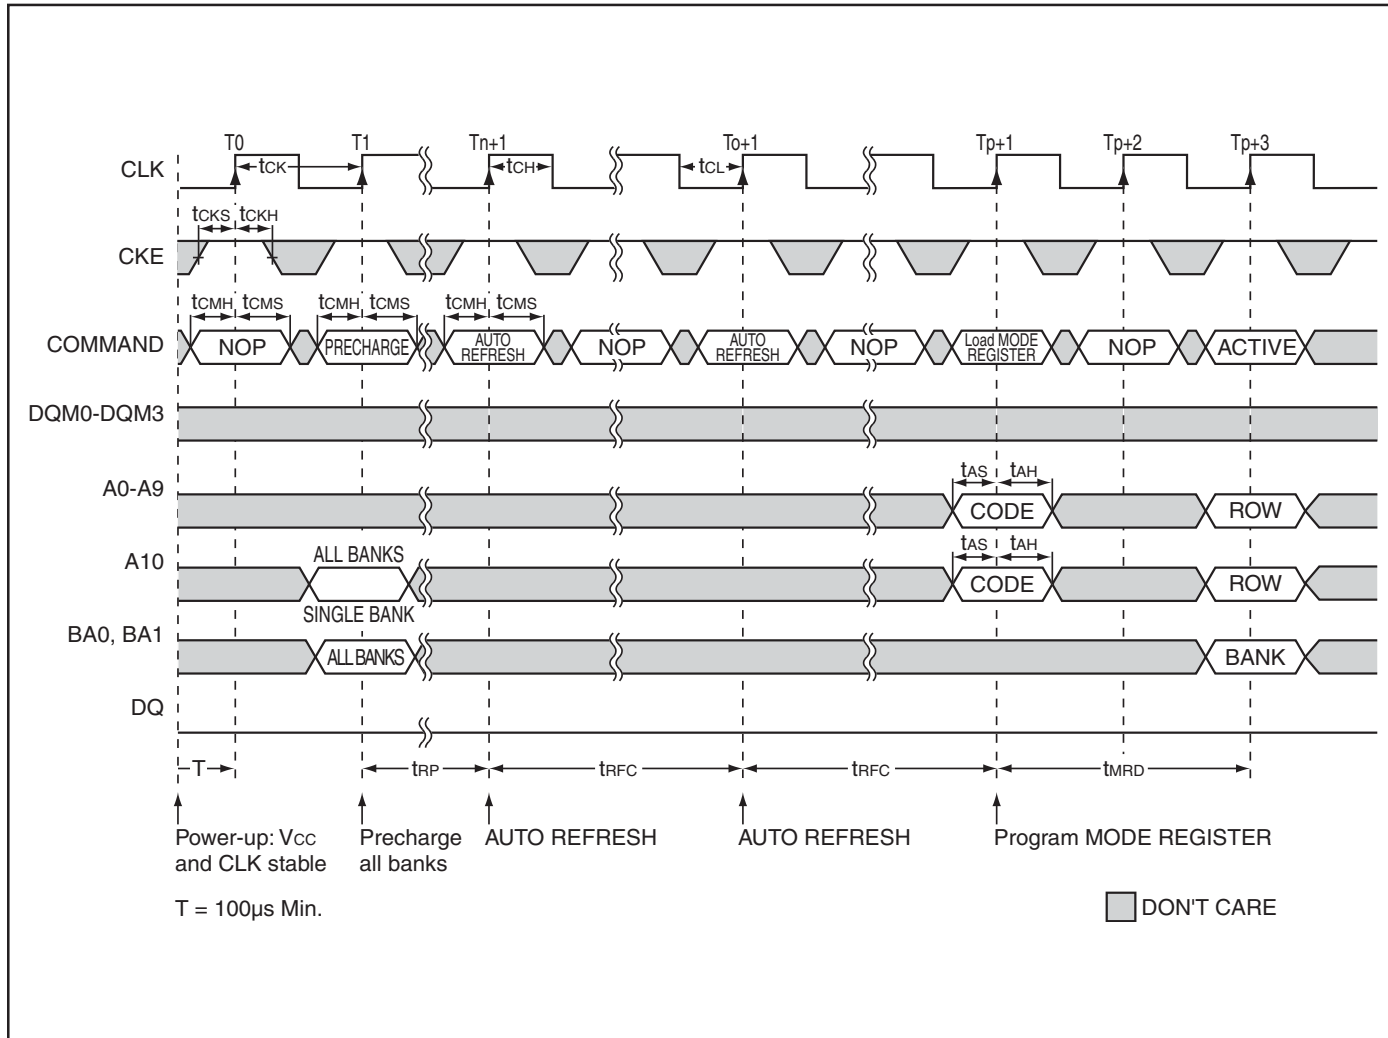 T0 T1 Tn+1 To+1 Tp+1 Tp+2 Tp+3
CLK tCK tCH tCL
tCKS tCKH
CKE
tCMH tCMS tCMH tCMS tCMH tCMS
COMMAND NOP PRECHARGE AUTO REFRESH NOP AUTO REFRESH NOP Load MODE REGISTER NOP ACTIVE
DQM0-DQM3
tAS tAH
A0-A9 CODE ROW
ALL BANKS tAS tAH
A10 CODE ROW
SINGLE BANK
BA0, BA1 ALL BANKS BANK
DQ
T tRP tRFC tRFC tMRD
Power-up: VCC
and CLK stable
Precharge
all banks
AUTO REFRESH
AUTO REFRESH
Program MODE REGISTER
T = 100µs Min.
DON'T CARE